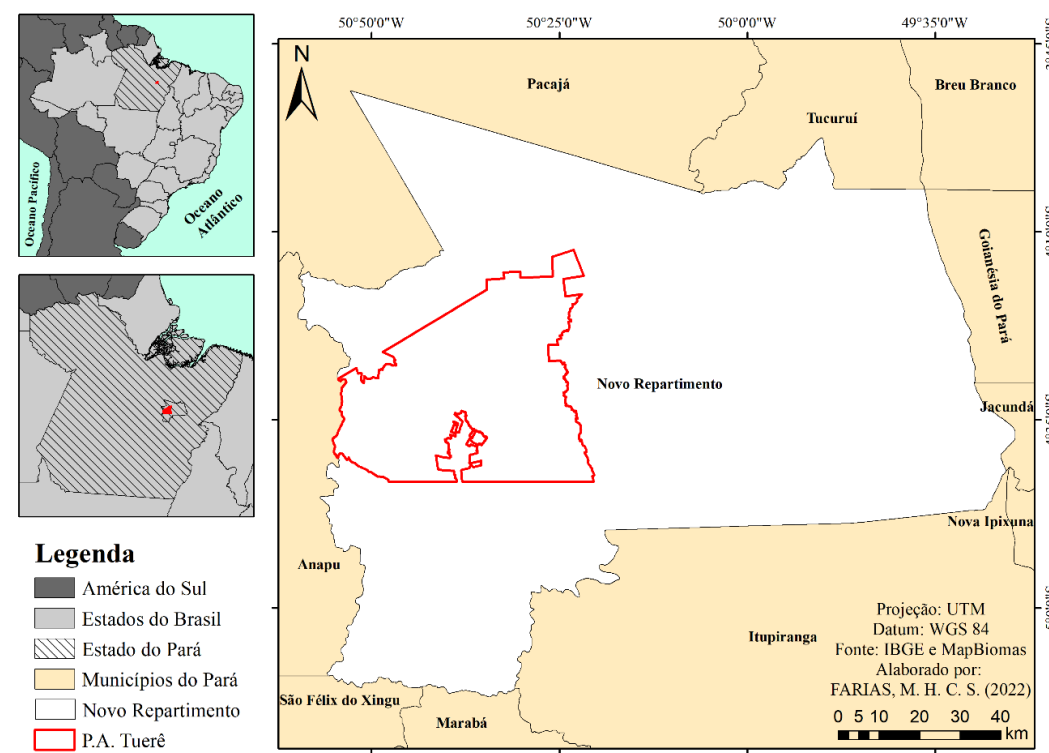 50°50'0"W
50°25'0"W
50°0'0"W
49°35'0"W
N
Pacajá
Breu Branco
Tucuruí
Oceano Pacífico
Oceano
Atlântico
Goianésia do Pará
Novo Repartimento
Jacundá
Nova Ipixuna
Anapu
Itupiranga
São Félix do Xingu
Marabá
Legenda
América do Sul
Estados do Brasil
Estado do Pará
Municípios do Pará
Novo Repartimento
P.A. Tuerê
Projeção: UTM
Datum: WGS 84
Fonte: IBGE e MapBiomas
Alaborado por:
FARIAS, M. H. C. S. (2022)
0 5 10 20 30 40
km